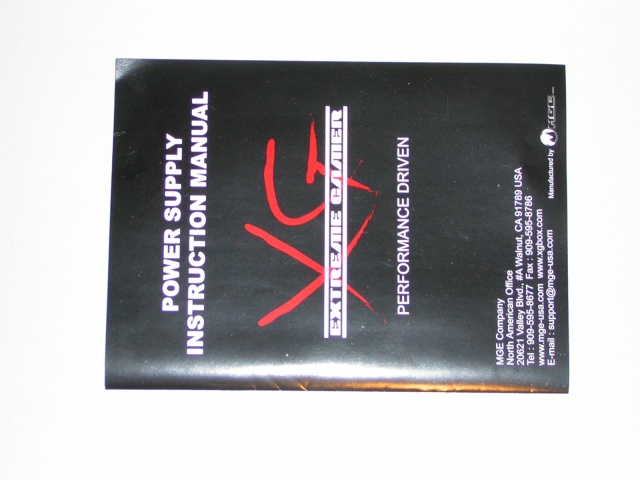 POWER SUPPLY
INSTRUCTION MANUAL
XG
EXTREME GAMER
PERFORMANCE DRIVEN
MGE Company
North American Office
20621 Valley Blvd., #A Walnut, CA 91789 USA
Tel : 909-595-8677 Fax : 909-595-8786
www.mge-usa.com www.xgbox.com
E-mail : support@mge-usa.com
Manufactured by MGE